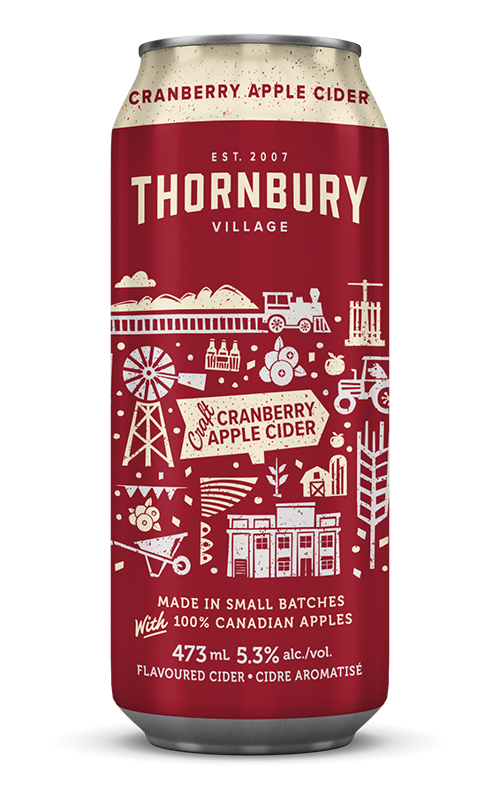 CRANBERRY APPLE CIDER
EST. 2007
THORNBURY
VILLAGE
Craft CRANBERRY
APPLE CIDER
MADE IN SMALL BATCHES
With 100% CANADIAN APPLES
473 mL 5.3% alc./vol.
FLAVOURED CIDER • CIDRE AROMATISÉ